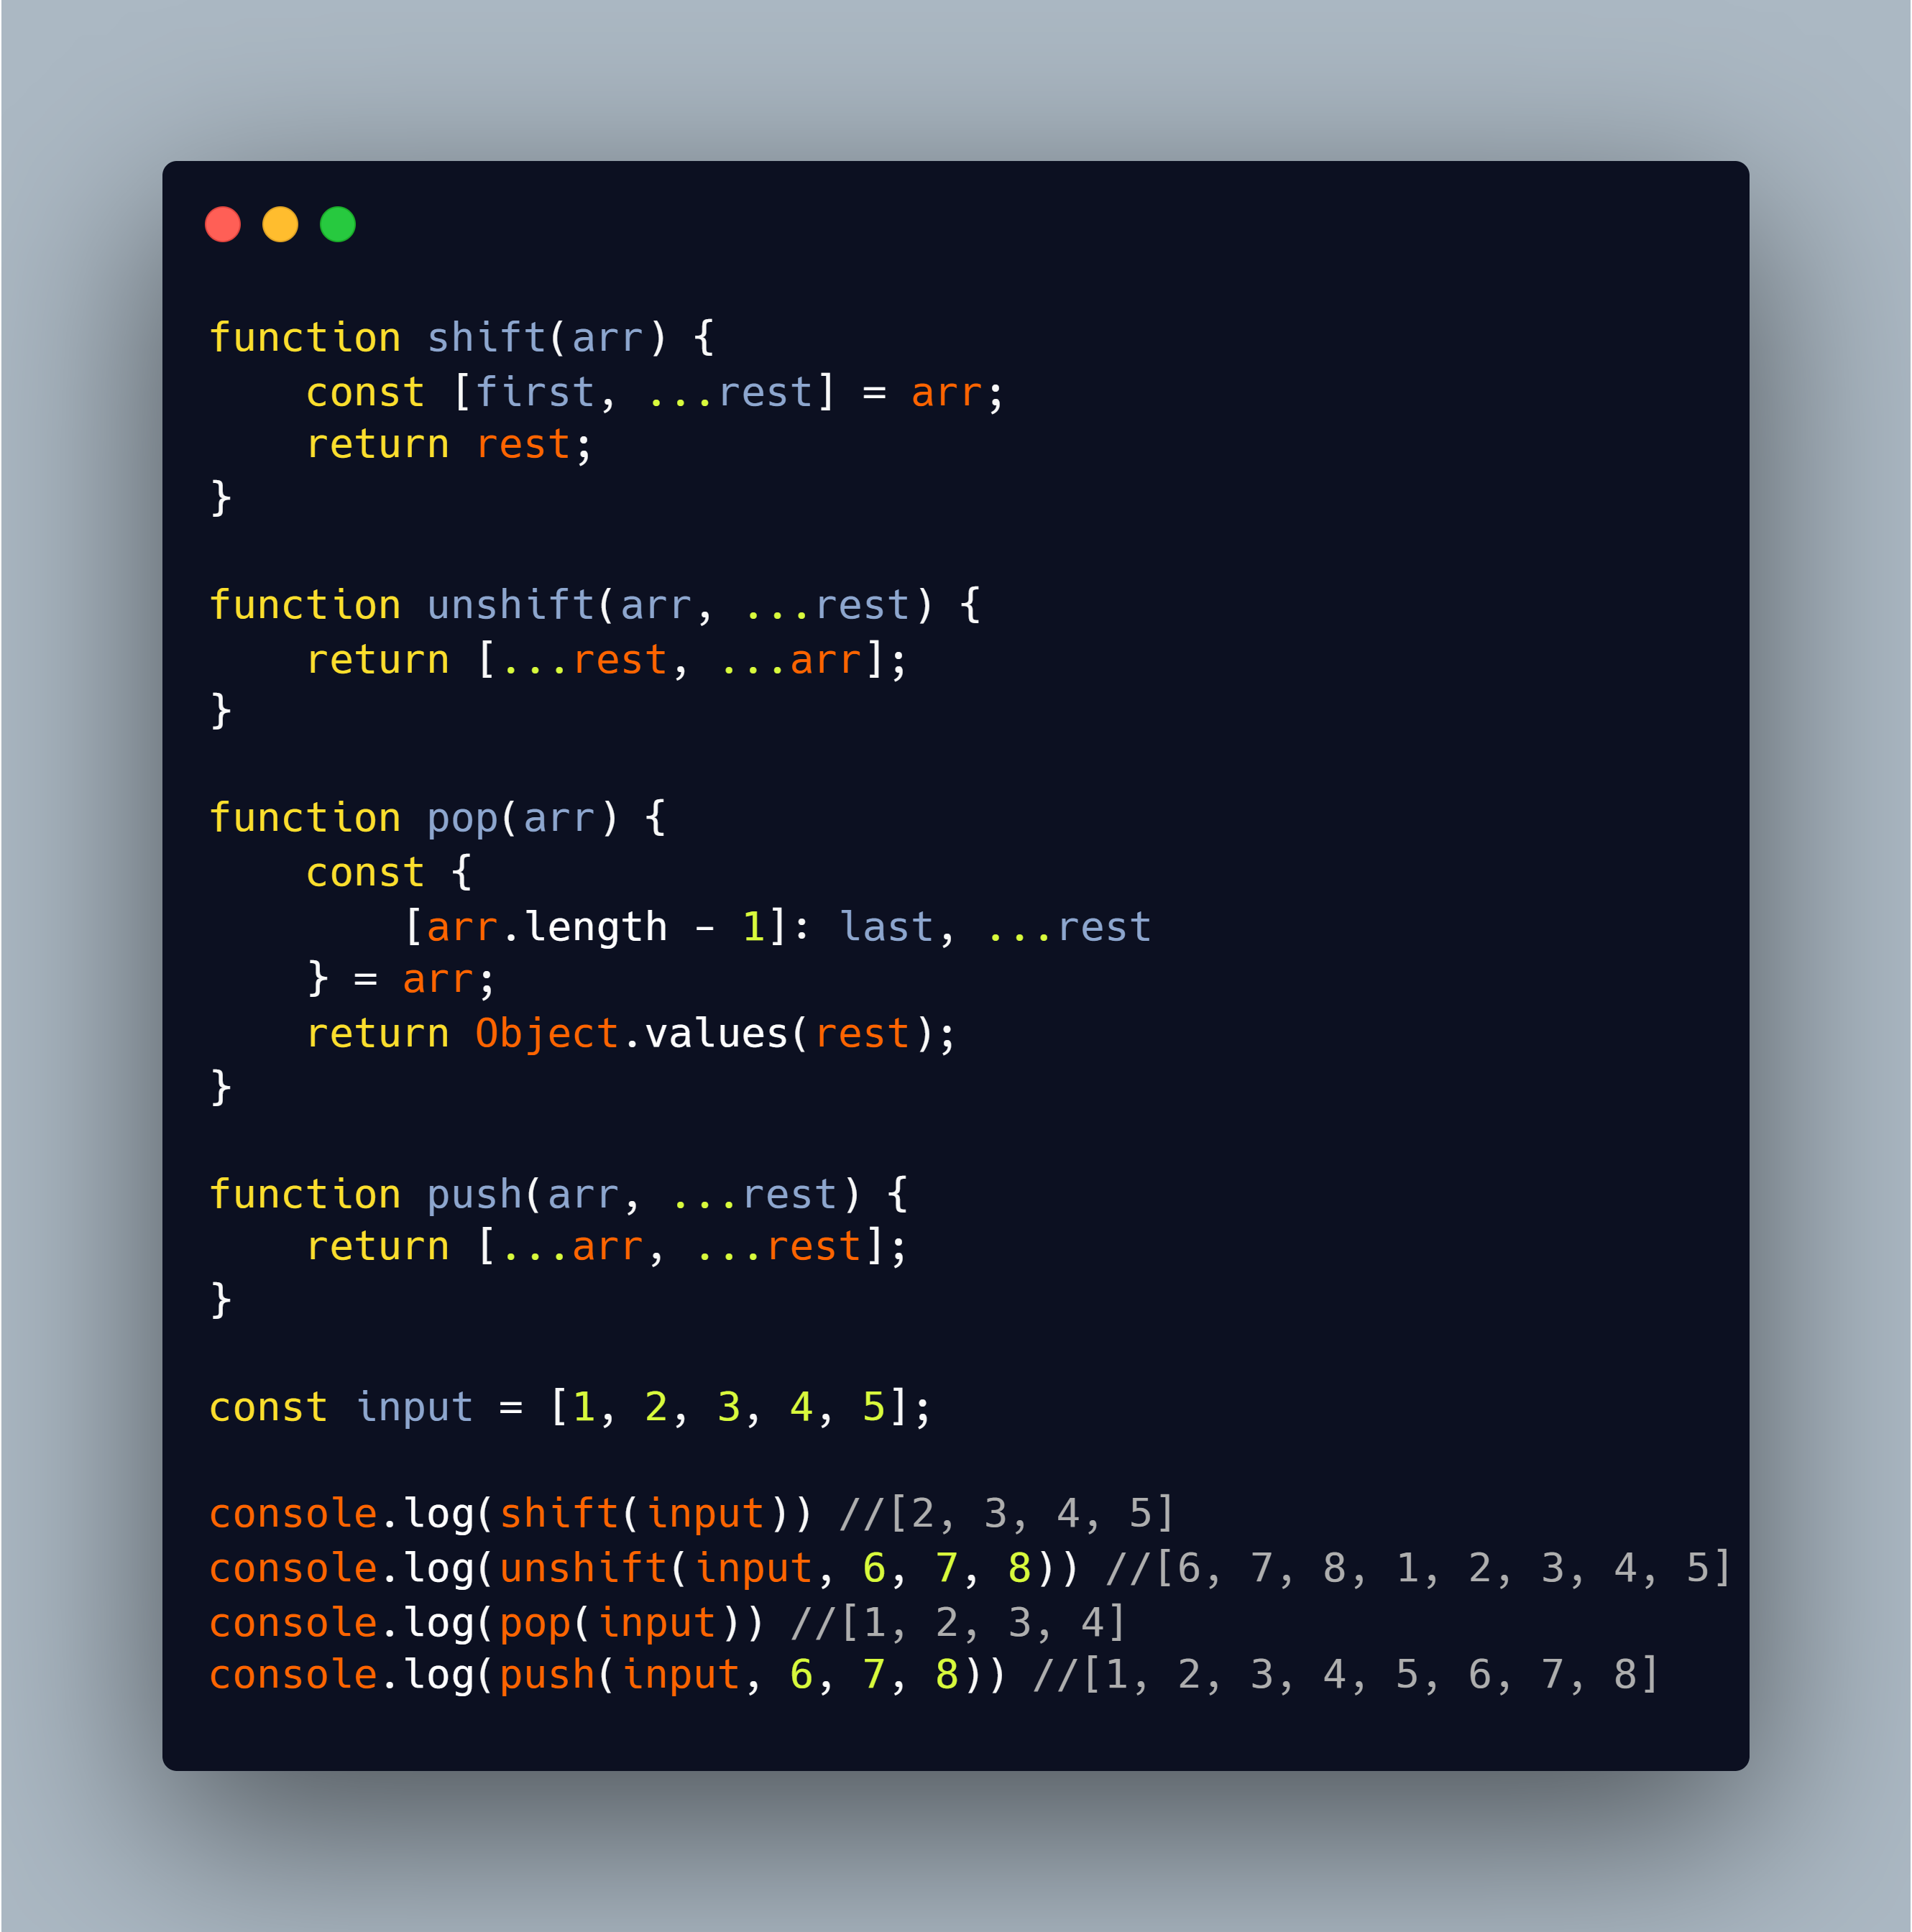 function shift(arr) {
    const [first, ...rest] = arr;
    return rest;
}

function unshift(arr, ...rest) {
    return [...rest, ...arr];
}

function pop(arr) {
    const {
        [arr.length - 1]: last, ...rest
    } = arr;
    return Object.values(rest);
}

function push(arr, ...rest) {
    return [...arr, ...rest];
}

const input = [1, 2, 3, 4, 5];

console.log(shift(input)) //[2, 3, 4, 5]
console.log(unshift(input, 6, 7, 8)) //[6, 7, 8, 1, 2, 3, 4, 5]
console.log(pop(input)) //[1, 2, 3, 4]
console.log(push(input, 6, 7, 8)) //[1, 2, 3, 4, 5, 6, 7, 8]